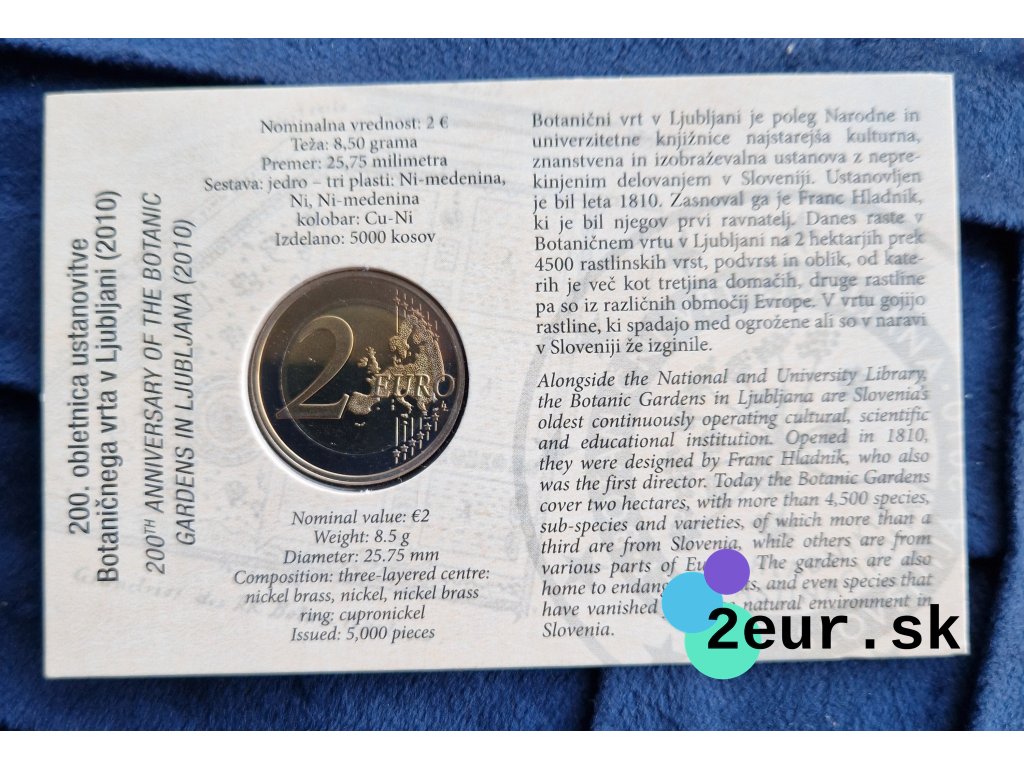 200. obletnica ustanovitve
Botaničnega vrta v Ljubljani (2010)
200TH ANNIVERSARY OF THE BOTANIC
GARDENS IN LJUBLJANA (2010)
Nominalna vrednost: 2 €
Teža: 8,50 grama
Premer: 25,75 milimetra
Sestava: jedro – tri plasti: Ni-medenina,
Ni, Ni-medenina
kolobar: Cu-Ni
Izdelano: 5000 kosov
2 EURO
Nominal value: €2
Weight: 8.5 g
Diameter: 25.75 mm
Composition: three-layered centre:
nickel brass, nickel, nickel brass
ring: cupronickel
Issued: 5,000 pieces
Botanični vrt v Ljubljani je poleg Narodne in
univerzitetne knjižnice najstarejša kulturna,
znanstvena in izobraževalna ustanova z nepre-
kinjenim delovanjem v Sloveniji. Ustanovljen
je bil leta 1810. Zasnoval ga je Franc Hladnik,
ki je bil njegov prvi ravnatelj. Danes raste v
Botaničnem vrtu v Ljubljani na 2 hektarjih prek
4500 rastlinskih vrst, podvrst in oblik, od kate-
rih je več kot tretjina domačih, druge rastline
pa so iz različnih območij Evrope. V vrtu gojijo
rastline, ki spadajo med ogrožene ali so v naravi
v Sloveniji že izginile.
Alongside the National and University Library,
the Botanic Gardens in Ljubljana are Slovenia's
oldest continuously operating cultural, scientific
and educational institution. Opened in 1810,
they were designed by Franc Hladnik, who also
was the first director. Today the Botanic Gardens
cover two hectares, with more than 4,500 species,
sub-species and varieties, of which more than a
third are from Slovenia, while others are from
various parts of The gardens are also
home to and even species that
have vanished natural environment in
Slovenia.
2eur.sk